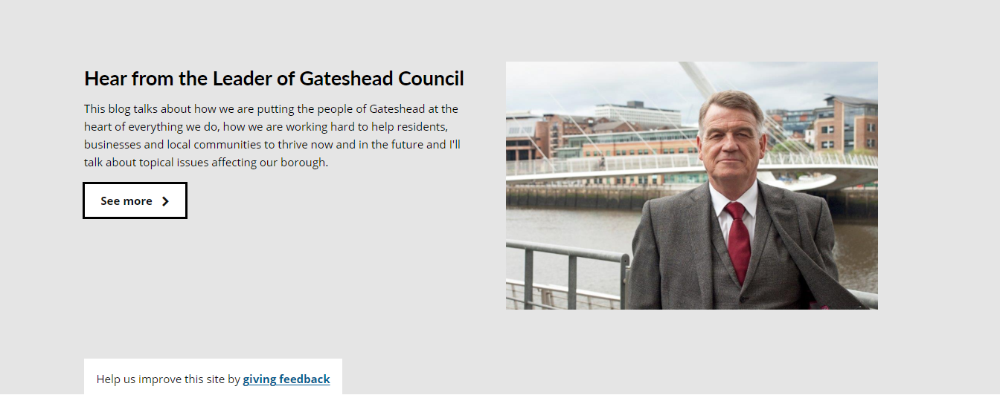 Hear from the Leader of Gateshead Council
This blog talks about how we are putting the people of Gateshead at the
heart of everything we do, how we are working hard to help residents,
businesses and local communities to thrive now and in the future and I'll
talk about topical issues affecting our borough.
See more
Help us improve this site by giving feedback